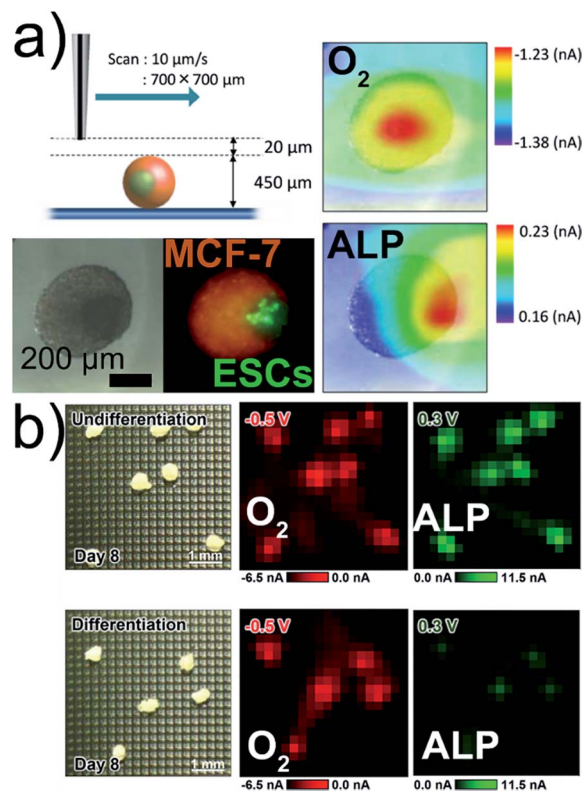 a)
Scan : 10 μm/s
: 700 × 700 μm
20 μm
450 μm
O2
-1.23 (nA)
-1.38 (nA)
MCF-7
200 μm
ESCs
ALP
0.23 (nA)
0.16 (nA)
b)
Undifferentiation
Day 8
1 mm
-0.5 V
O2
-6.5 nA
0.0 nA
0.3 V
ALP
0.0 nA
11.5 nA
Differentiation
Day 8
1 mm
-0.5 V
O2
-6.5 nA
0.0 nA
0.3 V
ALP
0.0 nA
11.5 nA